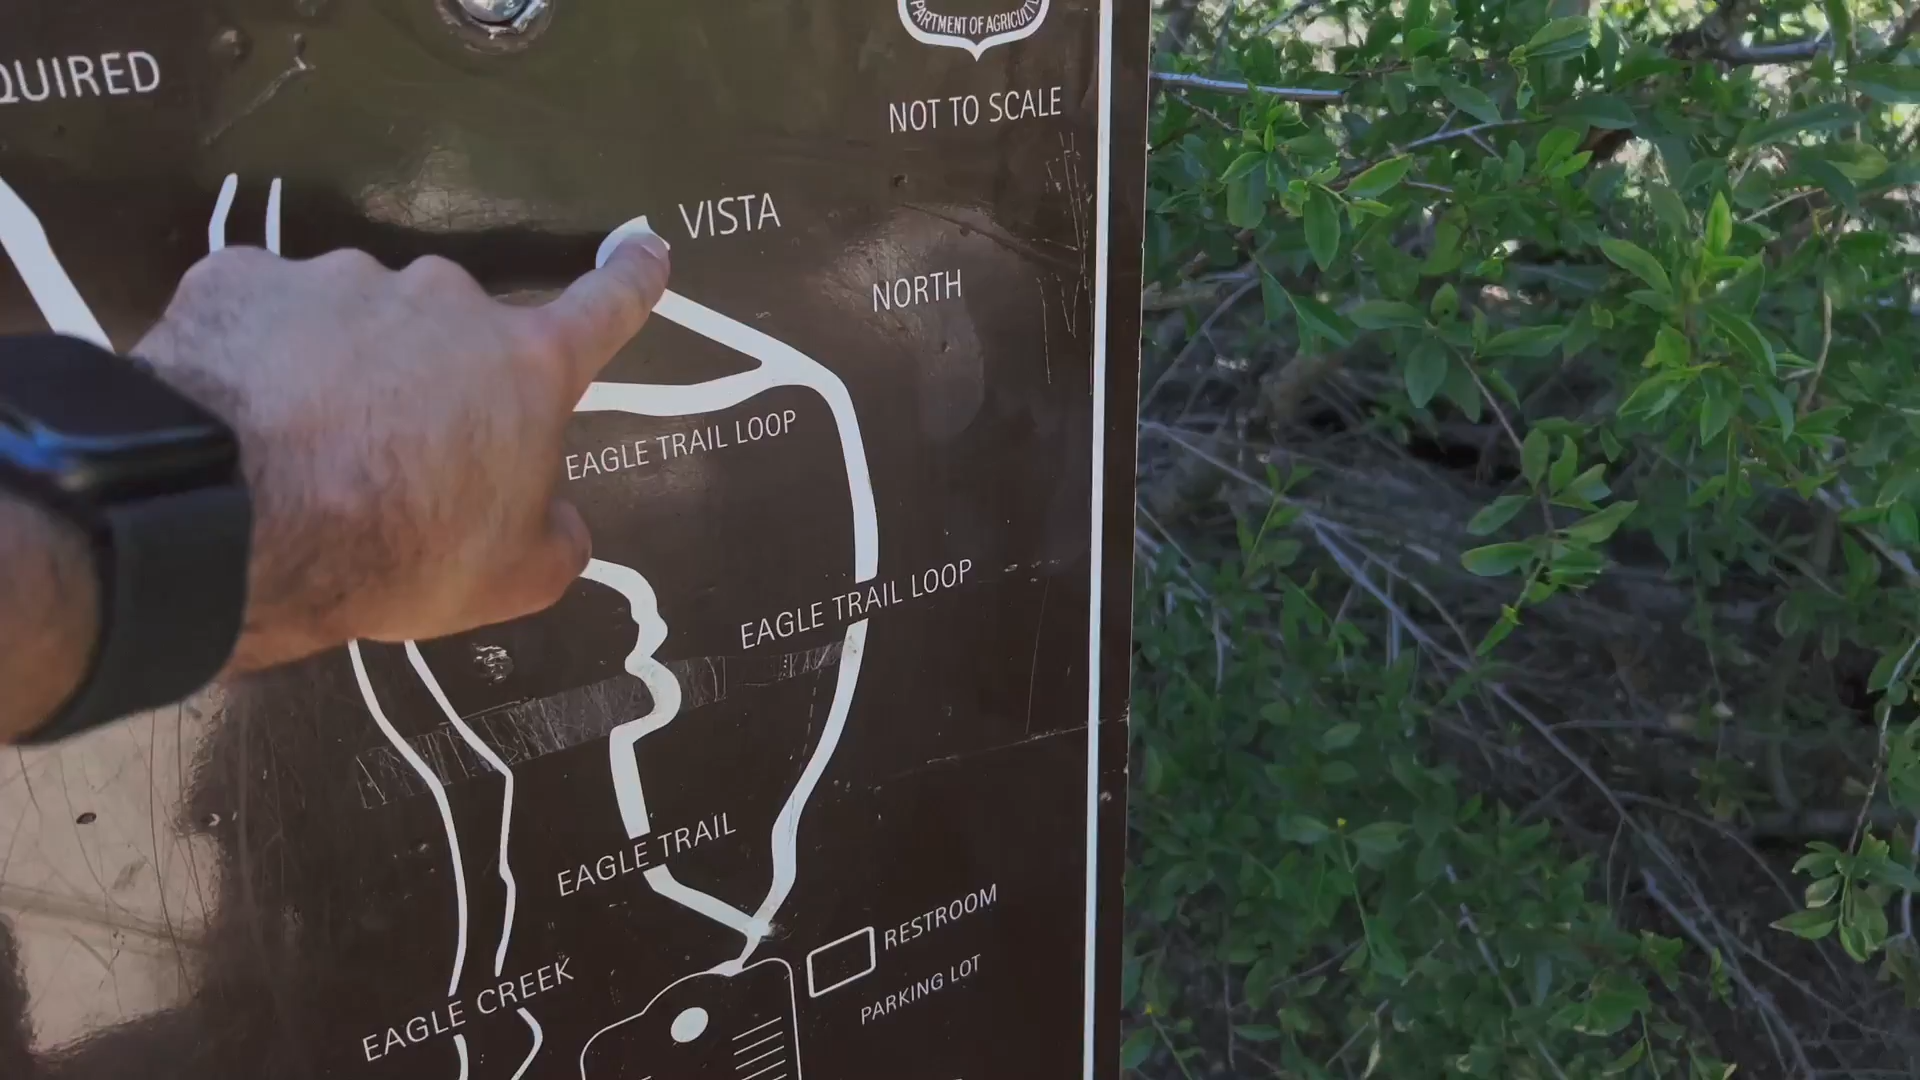 PARTMENT OF AGRICULT
QUIRED
NOT TO SCALE
VISTA
NORTH
EAGLE TRAIL LOOP
EAGLE TRAIL LOOP
EAGLE TRAIL
RESTROOM
PARKING LOT
EAGLE CREEK